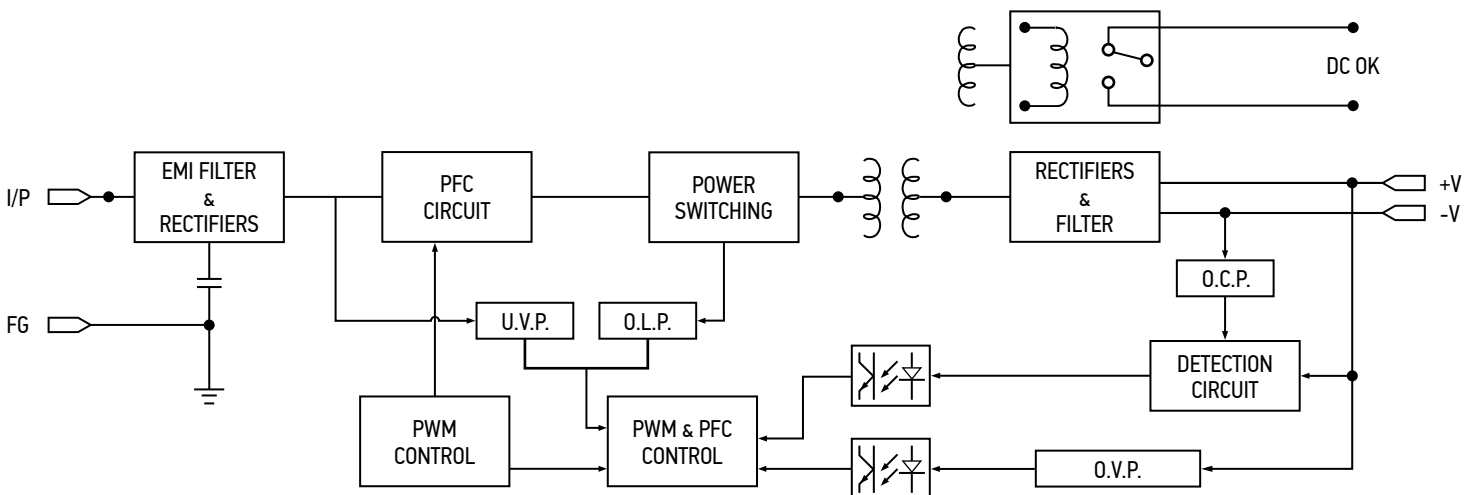 DC OK
I/P
EMI FILTER
&
RECTIFIERS
PFC
CIRCUIT
POWER
SWITCHING
RECTIFIERS
&
FILTER
+V
-V
O.C.P.
FG
U.V.P.
O.L.P.
DETECTION
CIRCUIT
PWM
CONTROL
PWM & PFC
CONTROL
O.V.P.